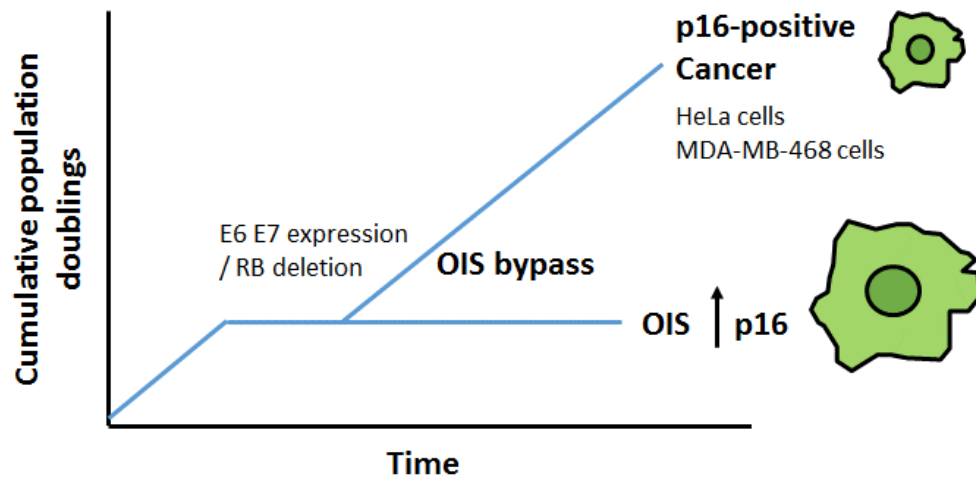 Cumulative population
doublings
p16-positive
Cancer
HeLa cells
MDA-MB-468 cells
E6 E7 expression
/ RB deletion
OIS bypass
OIS p16
Time